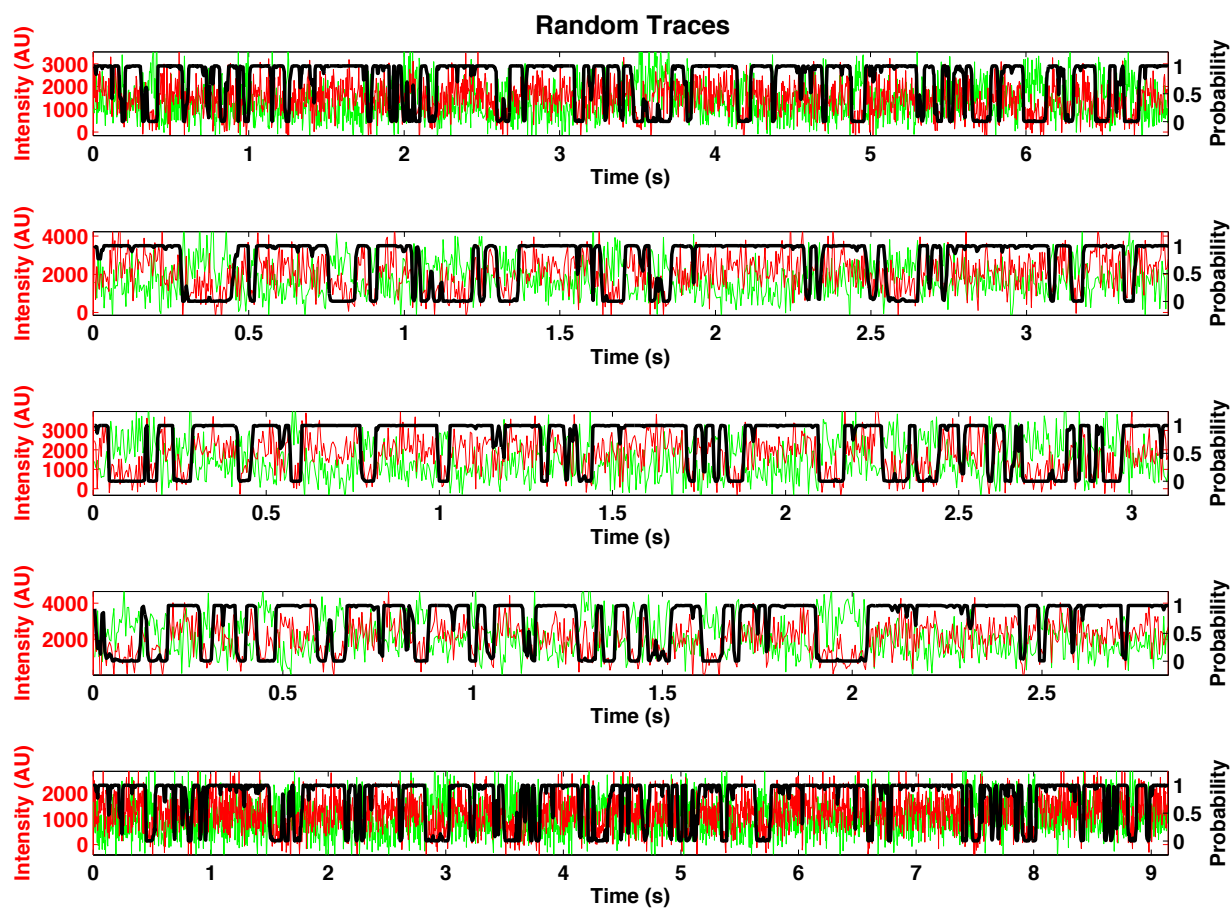 Random Traces
Intensity (AU)
3000
2000
1000
0
1
0.5
0
Probability
0 1 2 3 4 5 6
Time (s)
Intensity (AU)
4000
2000
0
1
0.5
0
Probability
0 0.5 1 1.5 2 2.5 3
Time (s)
Intensity (AU)
3000
2000
1000
0
1
0.5
0
Probability
0 0.5 1 1.5 2 2.5 3
Time (s)
Intensity (AU)
4000
2000
0
1
0.5
0
Probability
0 0.5 1 1.5 2 2.5
Time (s)
Intensity (AU)
2000
1000
0
1
0.5
0
Probability
0 1 2 3 4 5 6 7 8 9
Time (s)